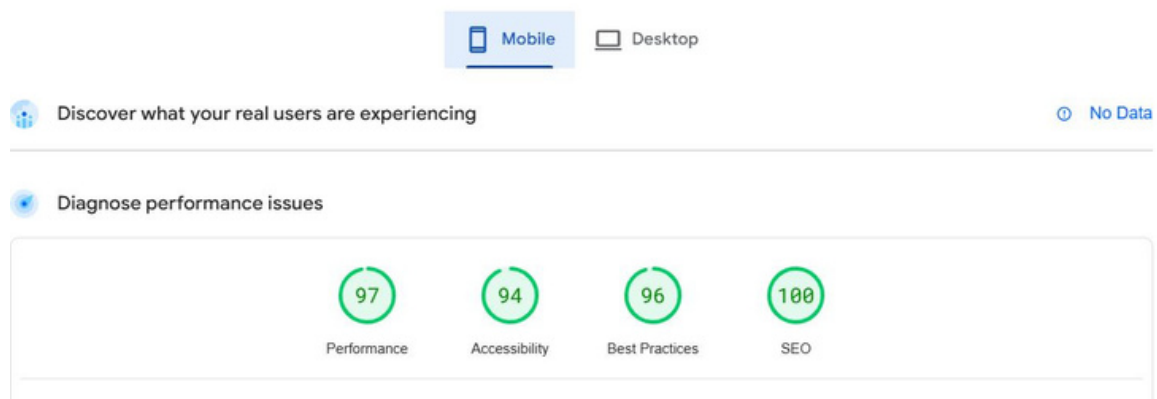 Mobile Desktop
Discover what your real users are experiencing No Data
Diagnose performance issues
97 94 96 100
Performance Accessibility Best Practices SEO